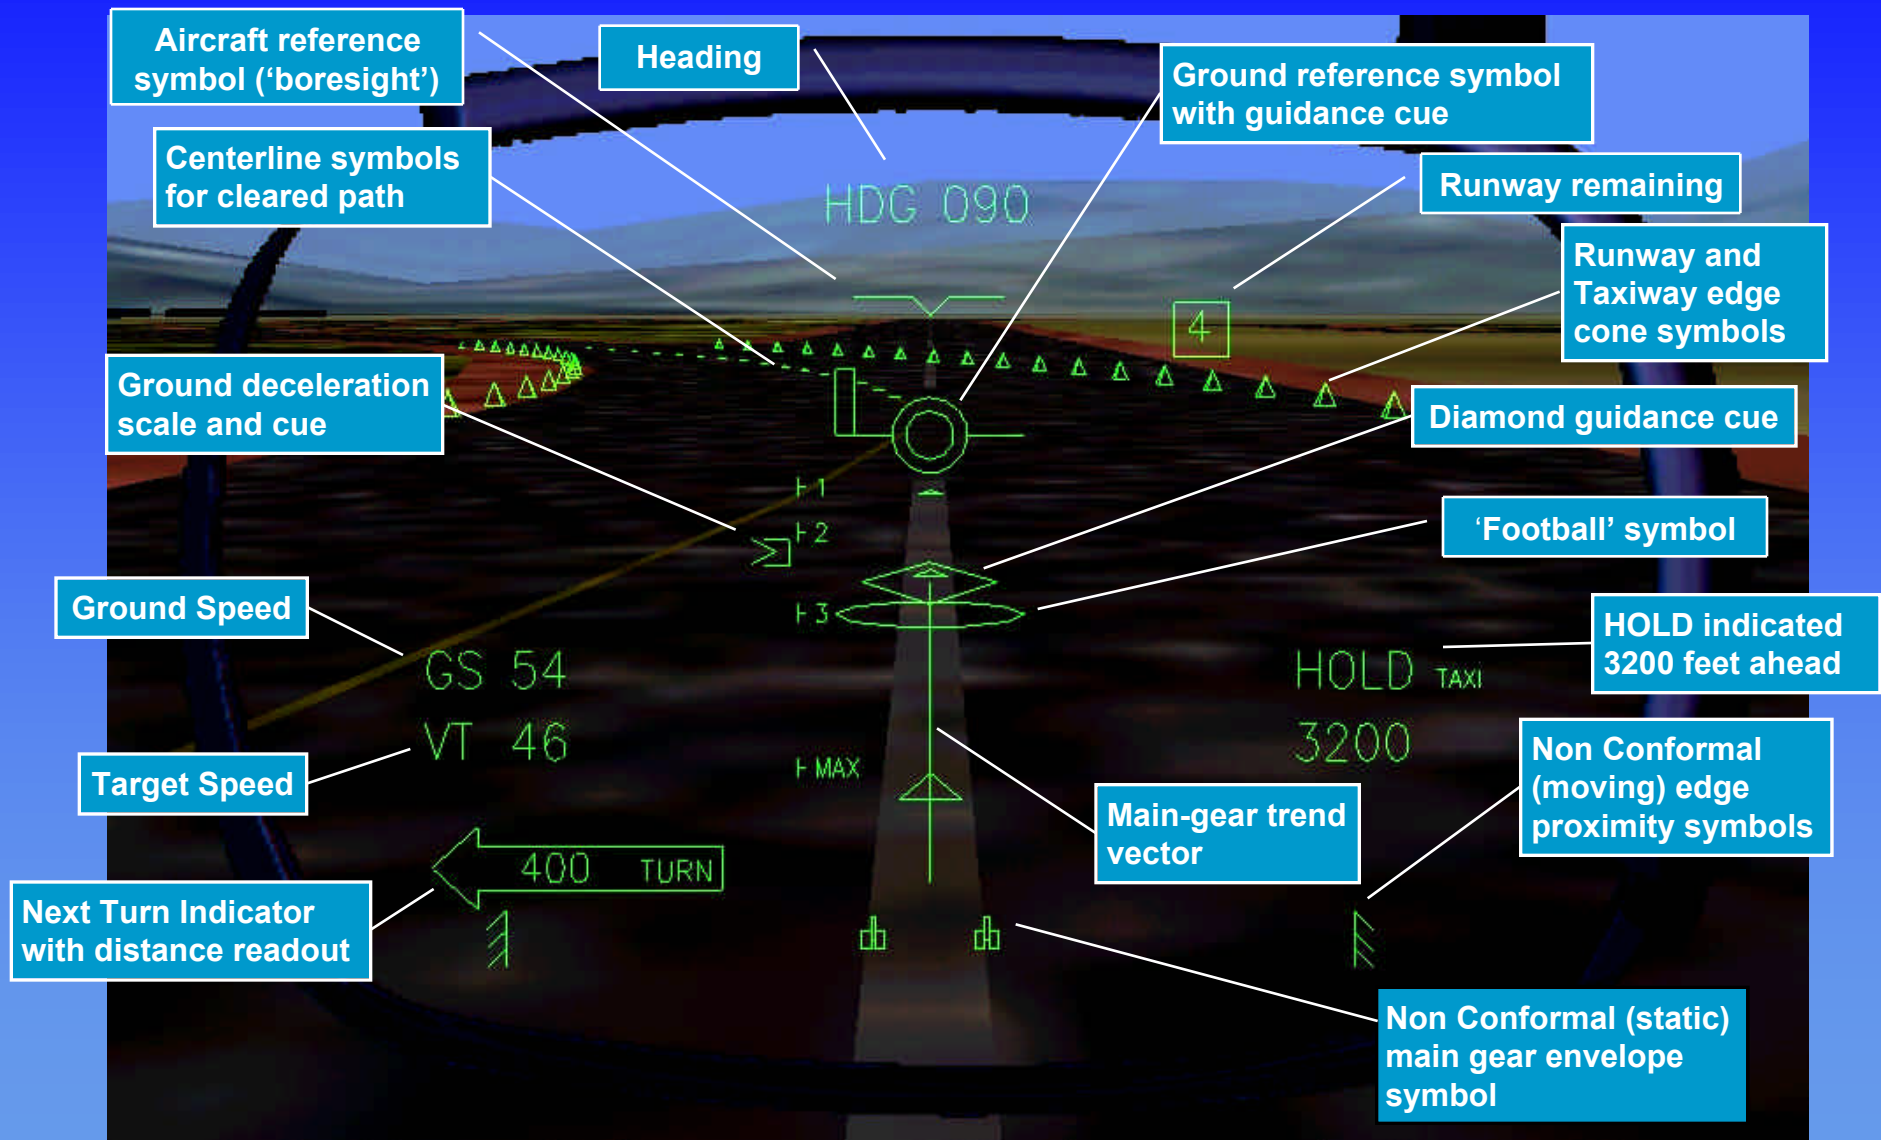 Aircraft reference
symbol (‘boresight’)
Heading
Ground reference symbol
with guidance cue
Centerline symbols
for cleared path
Runway remaining
HDG 090
Runway and
Taxiway edge
cone symbols
4
Ground deceleration
scale and cue
Diamond guidance cue
1
2
‘Football’ symbol
3
Ground Speed
HOLD indicated
3200 feet ahead
GS 54
HOLD TAXI
VT 46
3200
Target Speed
MAX
Non Conformal
(moving) edge
proximity symbols
Main-gear trend
vector
400 TURN
Next Turn Indicator
with distance readout
Non Conformal (static)
main gear envelope
symbol